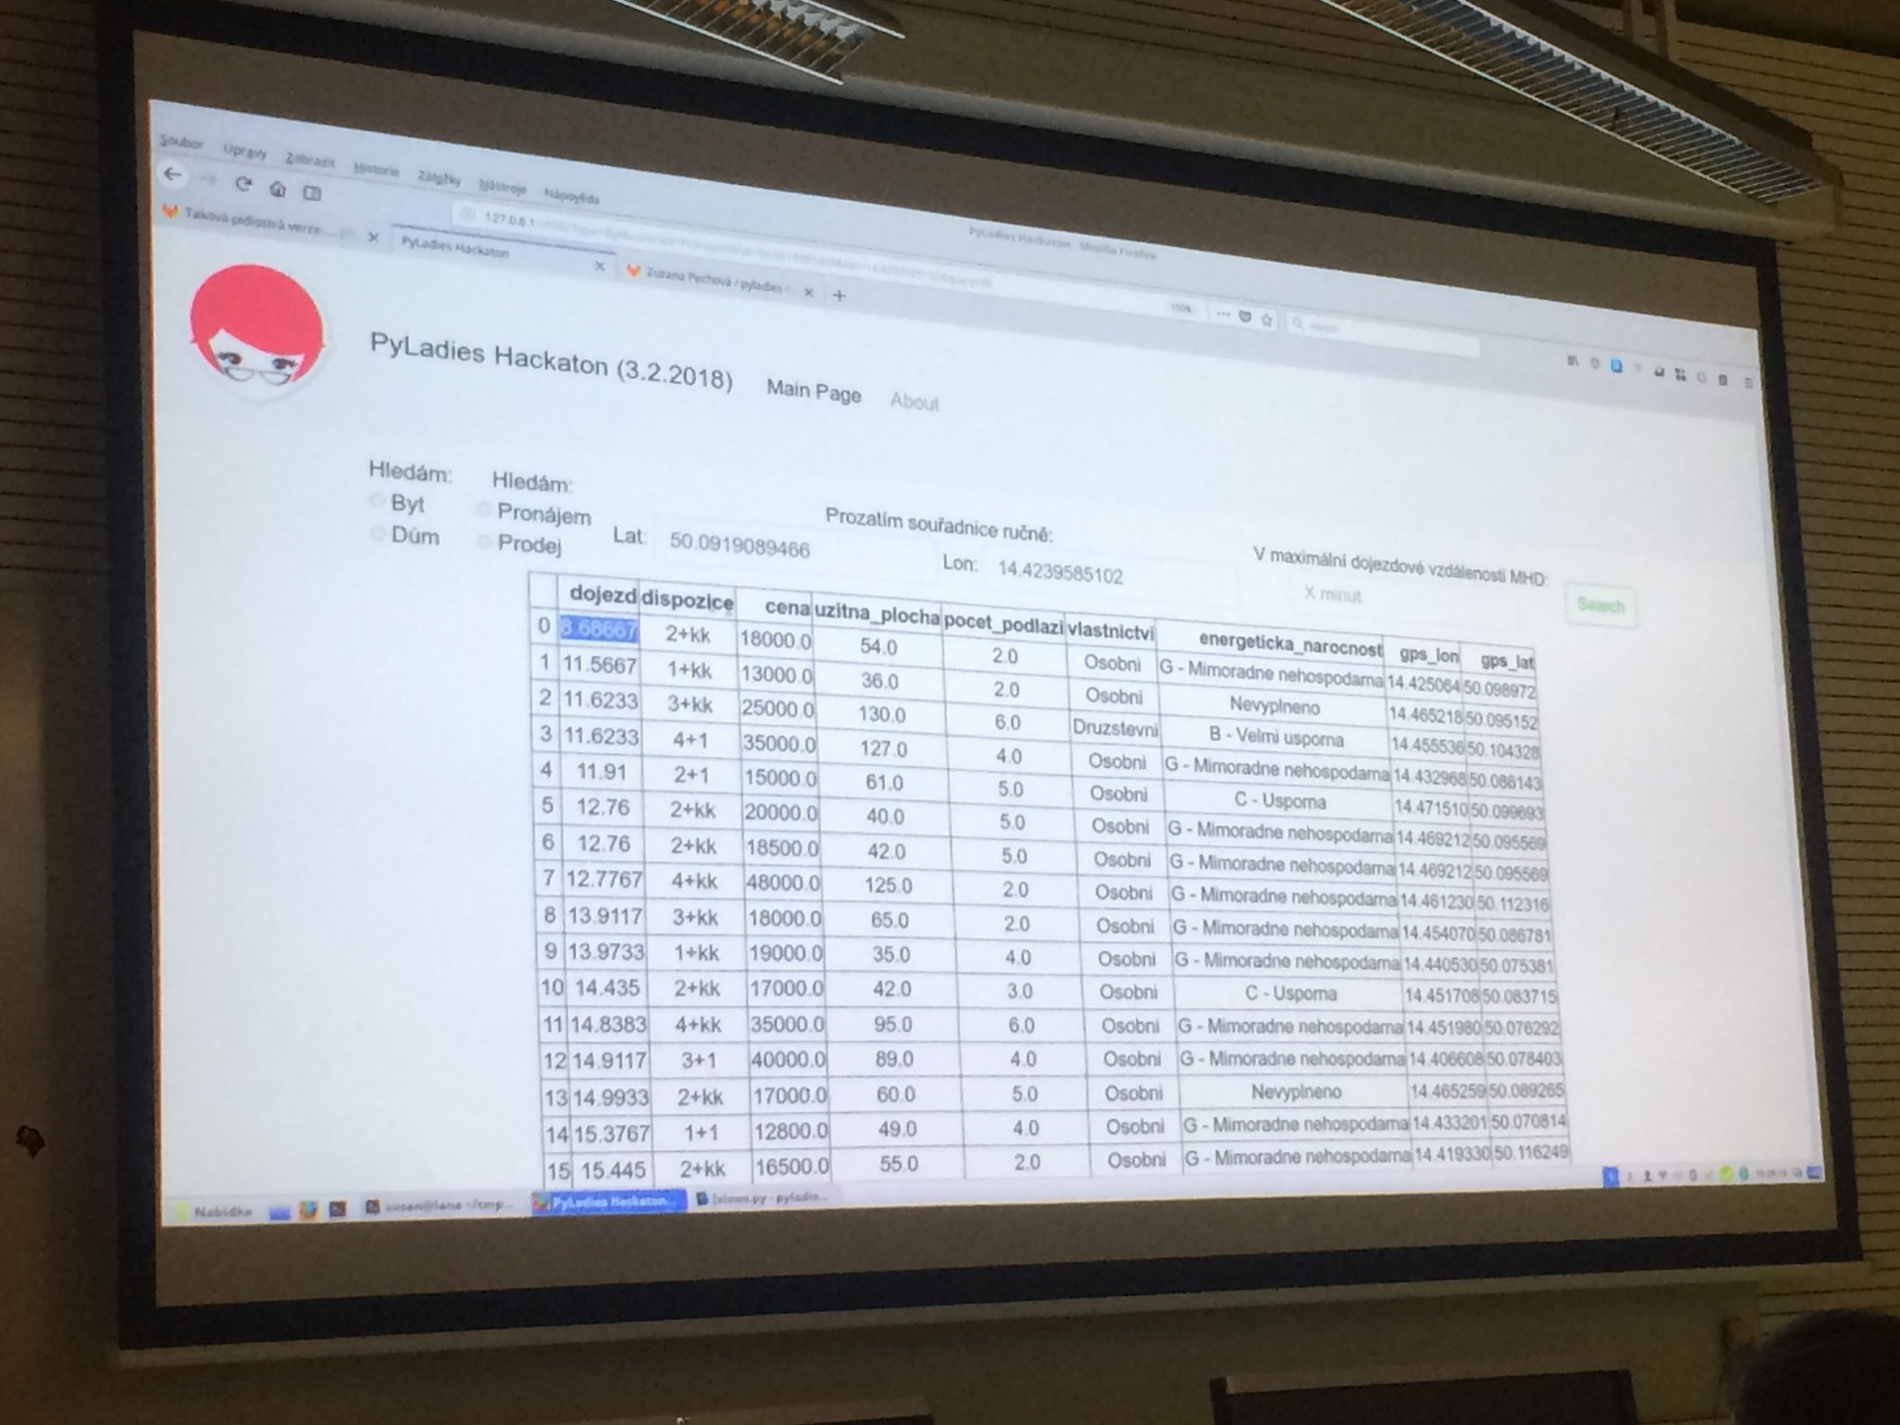 Soubor Úpravy Zobrazit Historie Záložky Nástroje Nápověda
PyLadies Hackaton - Mozilla Firefox
127.0.0.1
150%
Taková pidiostrá verze
PyLadies Hackaton
Zuzana Pechová / pyladies
PyLadies Hackaton (3.2.2018) Main Page About
Hledám: Hledám:
Byt Pronájem
Dům Prodej
Prozatím souřadnice ručně:
Lat: 50.0919089466 Lon: 14.4239585102
V maximální dojezdové vzdálenosti MHD:
X minut Search
dojezd dispozice cena uzitna_plocha pocet_podlazi vlastnictvi energeticka_narocnost gps_lon gps_lat
0 8.68667 2+kk 18000.0 54.0 2.0 Osobni G - Mimoradne nehospodarna 14.425064 50.098972
1 11.5667 1+kk 13000.0 36.0 2.0 Osobni Nevyplneno 14.465218 50.095152
2 11.6233 3+kk 25000.0 130.0 6.0 Druzstevni B - Velmi usporna 14.455536 50.104328
3 11.6233 4+1 35000.0 127.0 4.0 Osobni G - Mimoradne nehospodarna 14.432968 50.086143
4 11.91 2+1 15000.0 61.0 5.0 Osobni C - Usporna 14.471510 50.099693
5 12.76 2+kk 20000.0 40.0 5.0 Osobni G - Mimoradne nehospodarna 14.469212 50.095569
6 12.76 2+kk 18500.0 42.0 5.0 Osobni G - Mimoradne nehospodarna 14.469212 50.095569
7 12.7767 4+kk 48000.0 125.0 2.0 Osobni G - Mimoradne nehospodarna 14.461230 50.112316
8 13.9117 3+kk 18000.0 65.0 2.0 Osobni G - Mimoradne nehospodarna 14.454070 50.086781
9 13.9733 1+kk 19000.0 35.0 4.0 Osobni G - Mimoradne nehospodarna 14.440530 50.075381
10 14.435 2+kk 17000.0 42.0 3.0 Osobni C - Usporna 14.451708 50.083715
11 14.8383 4+kk 35000.0 95.0 6.0 Osobni G - Mimoradne nehospodarna 14.451980 50.076292
12 14.9117 3+1 40000.0 89.0 4.0 Osobni G - Mimoradne nehospodarna 14.406608 50.078403
13 14.9933 2+kk 17000.0 60.0 5.0 Osobni Nevyplneno 14.465259 50.089265
14 15.3767 1+1 12800.0 49.0 4.0 Osobni G - Mimoradne nehospodarna 14.433201 50.070814
15 15.445 2+kk 16500.0 55.0 2.0 Osobni G - Mimoradne nehospodarna 14.419330 50.116249
Nabídka PyLadies Hackaton...